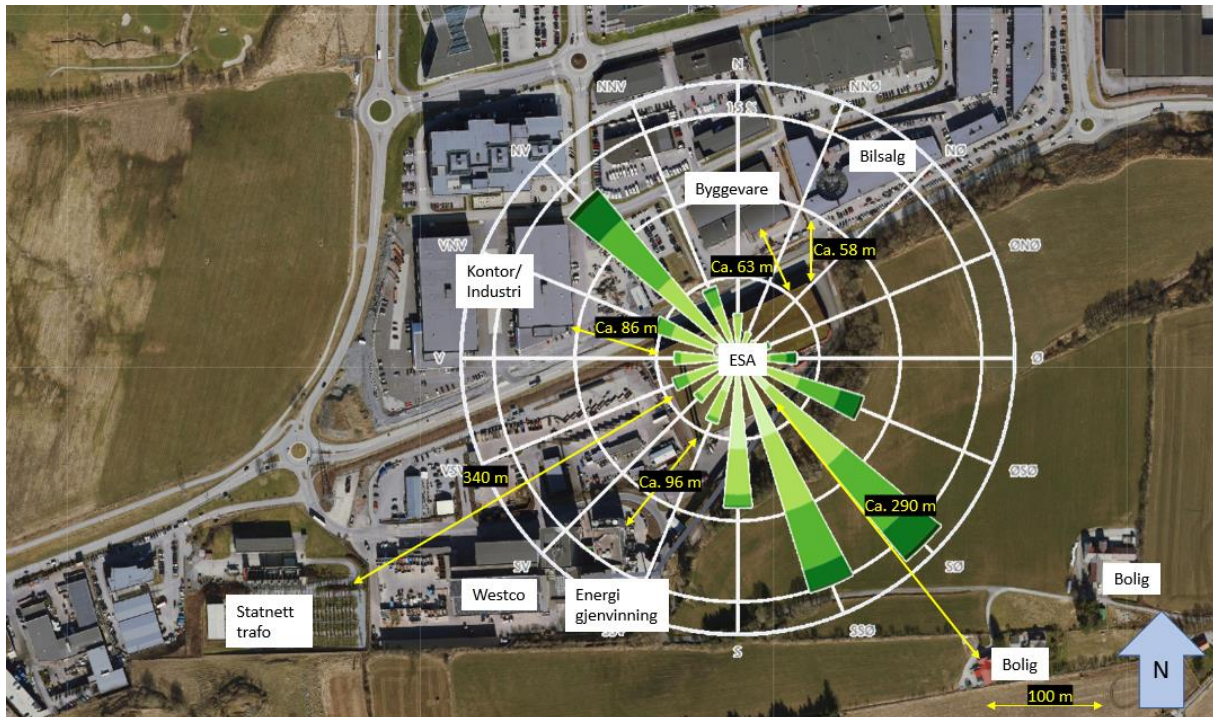 N
NNV
NNØ
15 %
NV
NØ
Bilsalg
Byggevare
VNV
ØNØ
Ca. 58 m
Kontor/
Industri
Ca. 63 m
Ca. 86 m
V
ESA
Ø
VSV
340 m
ØSØ
Ca. 96 m
Ca. 290 m
SV
SØ
Statnett
trafo
Westco
Energi
gjenvinning
Bolig
SSØ
S
Bolig
N
100 m